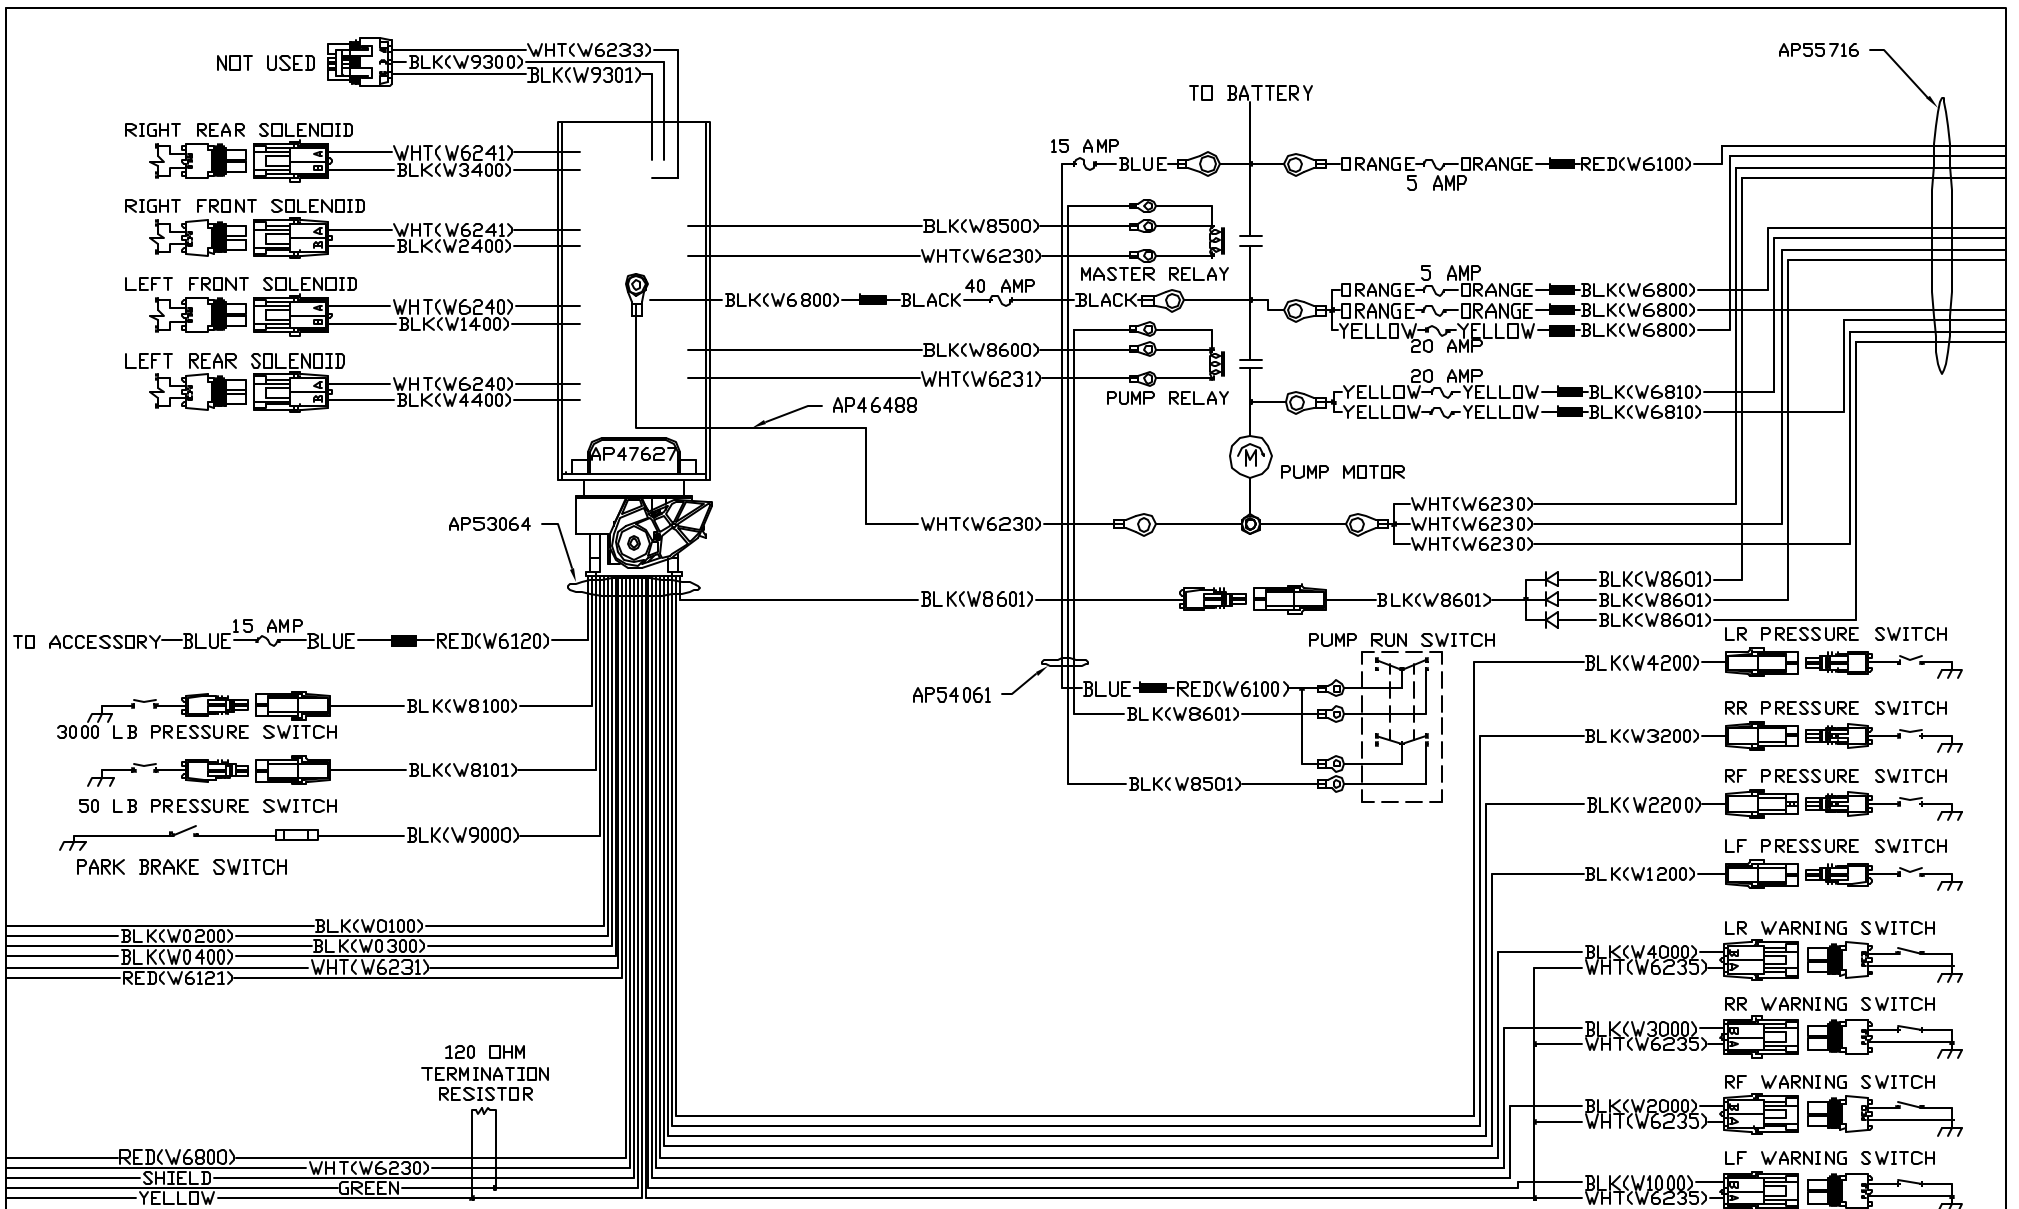 NOT USED
WHT(W6233)
BLK(W9300)
BLK(W9301)
RIGHT REAR SOLENOID
WHT(W6241)
BLK(W3400)
A
B
RIGHT FRONT SOLENOID
WHT(W6241)
BLK(W2400)
A
B
LEFT FRONT SOLENOID
WHT(W6240)
BLK(W1400)
A
B
LEFT REAR SOLENOID
WHT(W6240)
BLK(W4400)
A
B
AP47627
AP53064
AP46488
TO BATTERY
15 AMP
BLUE
ORANGE
ORANGE
RED(W6100)
5 AMP
AP55716
BLK(W8500)
WHT(W6230)
MASTER RELAY
BLK(W6800)
BLACK
40 AMP
BLACK
5 AMP
ORANGE
ORANGE
BLK(W6800)
ORANGE
ORANGE
BLK(W6800)
YELLOW
YELLOW
BLK(W6800)
20 AMP
BLK(W8600)
WHT(W6231)
PUMP RELAY
20 AMP
YELLOW
YELLOW
BLK(W6810)
YELLOW
YELLOW
BLK(W6810)
M
PUMP MOTOR
WHT(W6230)
WHT(W6230)
WHT(W6230)
WHT(W6230)
BLK(W8601)
BLK(W8601)
BLK(W8601)
BLK(W8601)
BLK(W8601)
TO ACCESSORY
BLUE
15 AMP
BLUE
RED(W6120)
BLK(W8100)
3000 LB PRESSURE SWITCH
BLK(W8101)
50 LB PRESSURE SWITCH
BLK(W9000)
PARK BRAKE SWITCH
PUMP RUN SWITCH
AP54061
BLUE
RED(W6100)
BLK(W8601)
BLK(W8501)
LR PRESSURE SWITCH
BLK(W4200)
RR PRESSURE SWITCH
BLK(W3200)
RF PRESSURE SWITCH
BLK(W2200)
LF PRESSURE SWITCH
BLK(W1200)
BLK(W0100)
BLK(W0200)
BLK(W0300)
BLK(W0400)
WHT(W6231)
RED(W6121)
LR WARNING SWITCH
BLK(W4000)
WHT(W6235)
B
A
RR WARNING SWITCH
BLK(W3000)
WHT(W6235)
B
A
RF WARNING SWITCH
BLK(W2000)
WHT(W6235)
B
A
LF WARNING SWITCH
BLK(W1000)
WHT(W6235)
B
A
120 OHM
TERMINATION
RESISTOR
RED(W6800)
WHT(W6230)
SHIELD
GREEN
YELLOW